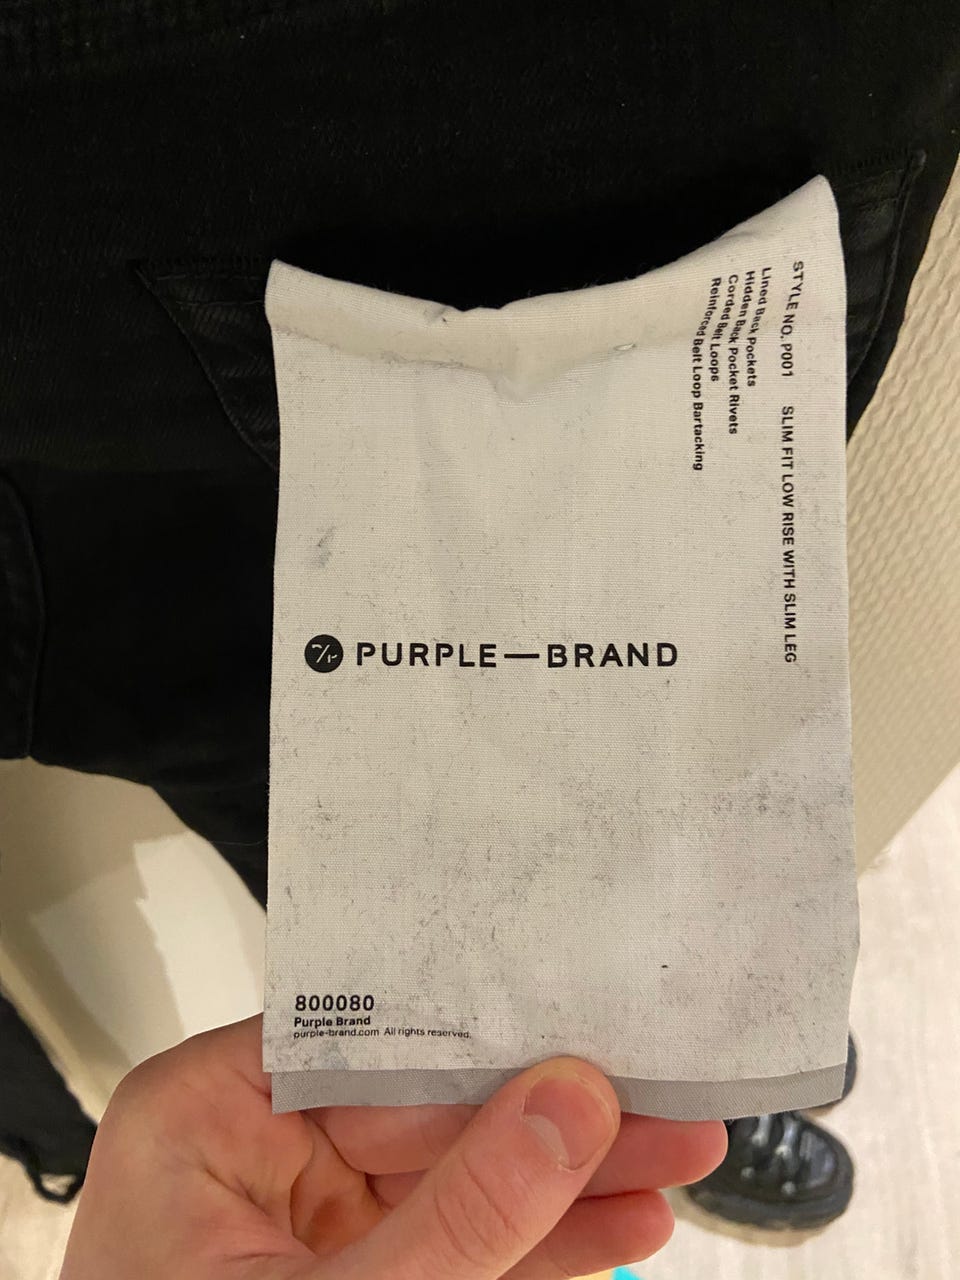 STYLE NO. P001 SLIM FIT LOW RISE WITH SLIM LEG
Lined Back Pockets
Hidden Back Pocket Rivets
Corded Belt Loops
Reinforced Belt Loop Bartacking
PURPLE—BRAND
800080
Purple Brand
purple-brand.com All rights reserved.